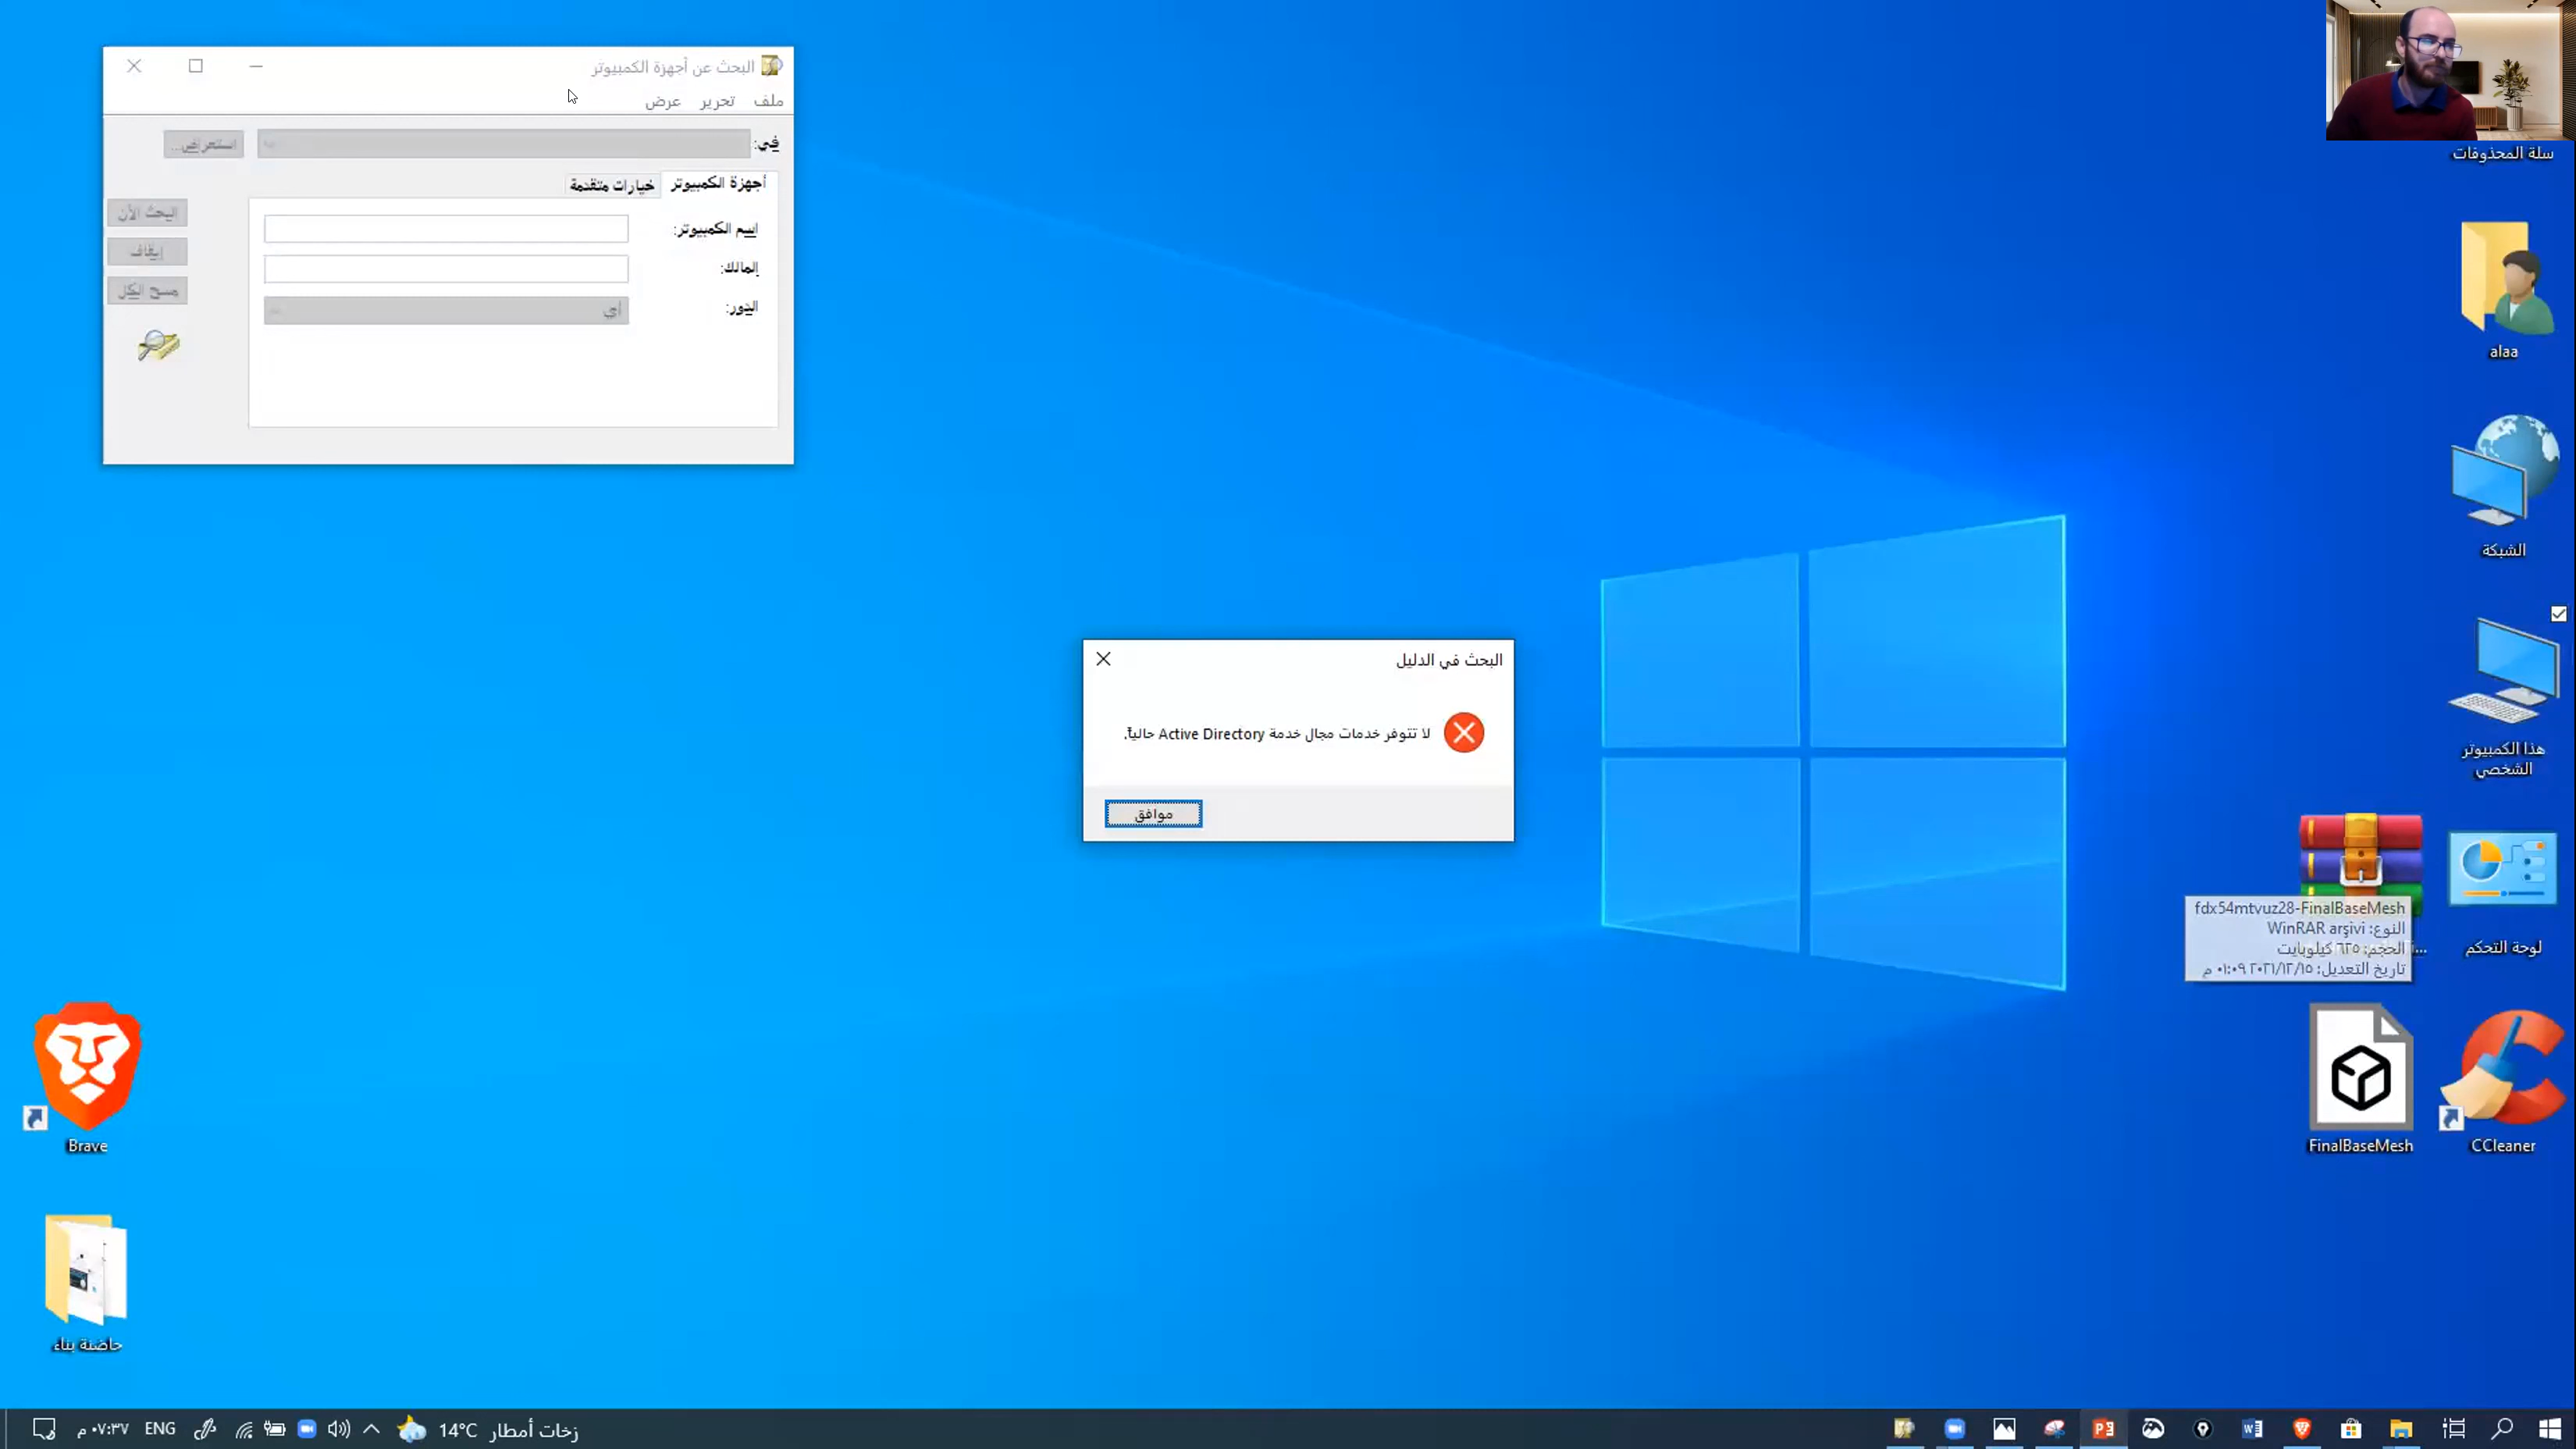 البحث عن أجهزة الكمبيوتر
ملف تحرير عرض
في:
استعراض...
أجهزة الكمبيوتر خيارات متقدمة
اسم الكمبيوتر:
المالك:
الدور:
أي
البحث الآن
إيقاف
مسح الكل
البحث في الدليل
لا تتوفر خدمات مجال خدمة Active Directory حالياً.
موافق
سلة المحذوفات
alaa
الشبكة
هذا الكمبيوتر
الشخصي
لوحة التحكم
fdx54mtvuz28-FinalBaseMesh
النوع: WinRAR arşivi
الحجم: ٦٢٥ كيلوبايت
تاريخ التعديل: ٢٠٢١/١٢/١٥ ٠١:٠٩ م
FinalBaseMesh
CCleaner
Brave
حاضنة بناء
٠٧:٣٧ م
ENG
14°C زخات أمطار